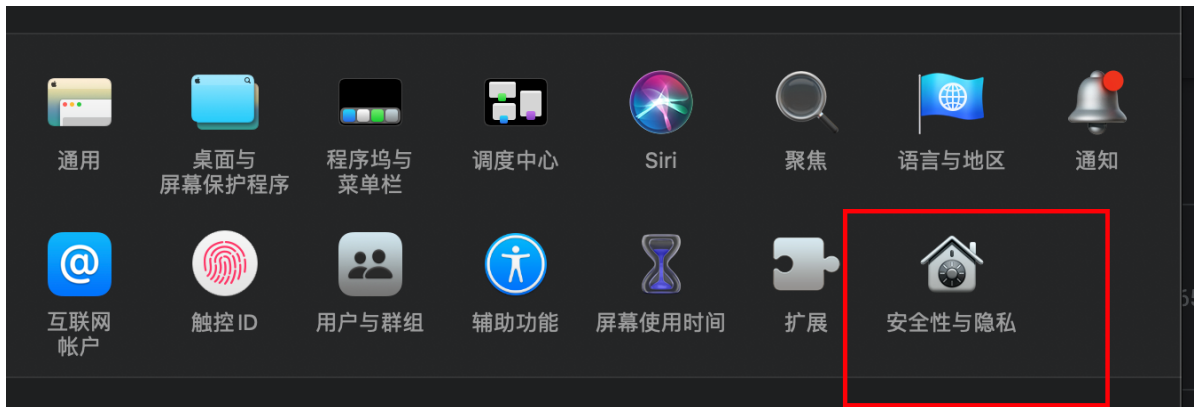 通用
桌面与
屏幕保护程序
程序坞与
菜单栏
调度中心
Siri
聚焦
语言与地区
通知
@
互联网
帐户
触控ID
用户与群组
辅助功能
屏幕使用时间
扩展
安全性与隐私